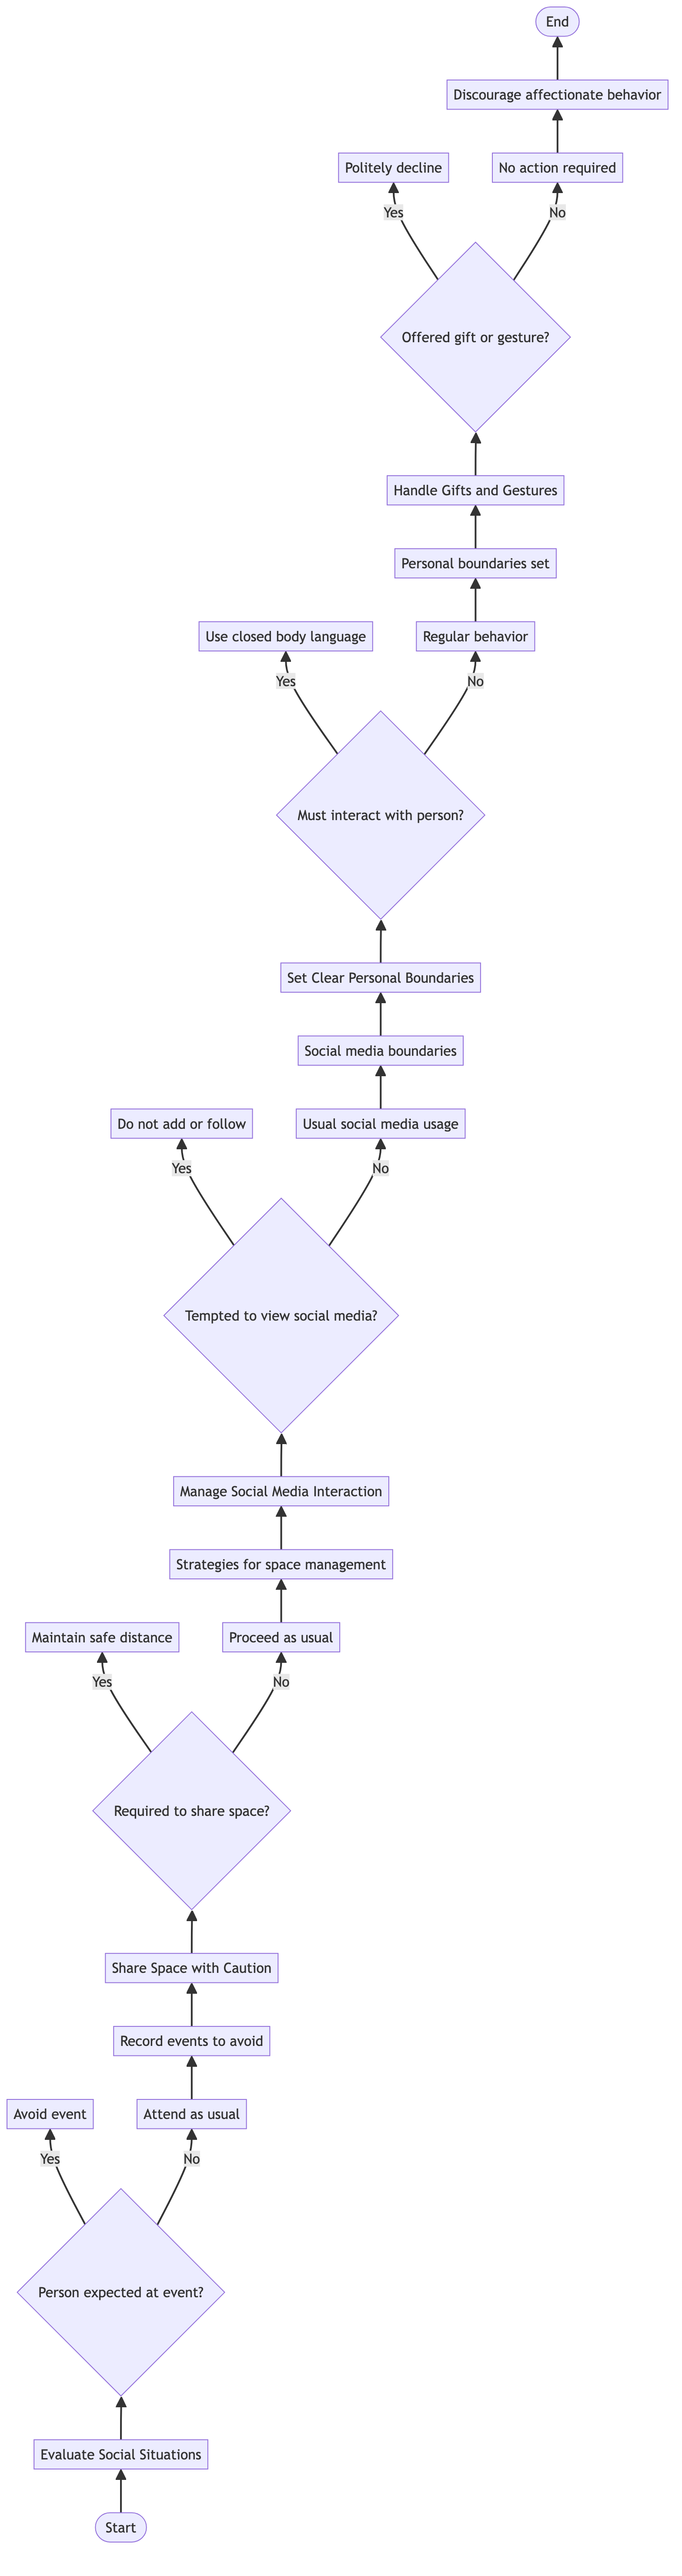 End
Discourage affectionate behavior
Politely decline
No action required
Yes
No
Offered gift or gesture?
Handle Gifts and Gestures
Personal boundaries set
Use closed body language
Regular behavior
Yes
No
Must interact with person?
Set Clear Personal Boundaries
Social media boundaries
Do not add or follow
Usual social media usage
Yes
No
Tempted to view social media?
Manage Social Media Interaction
Strategies for space management
Maintain safe distance
Proceed as usual
Yes
No
Required to share space?
Share Space with Caution
Record events to avoid
Avoid event
Attend as usual
Yes
No
Person expected at event?
Evaluate Social Situations
Start